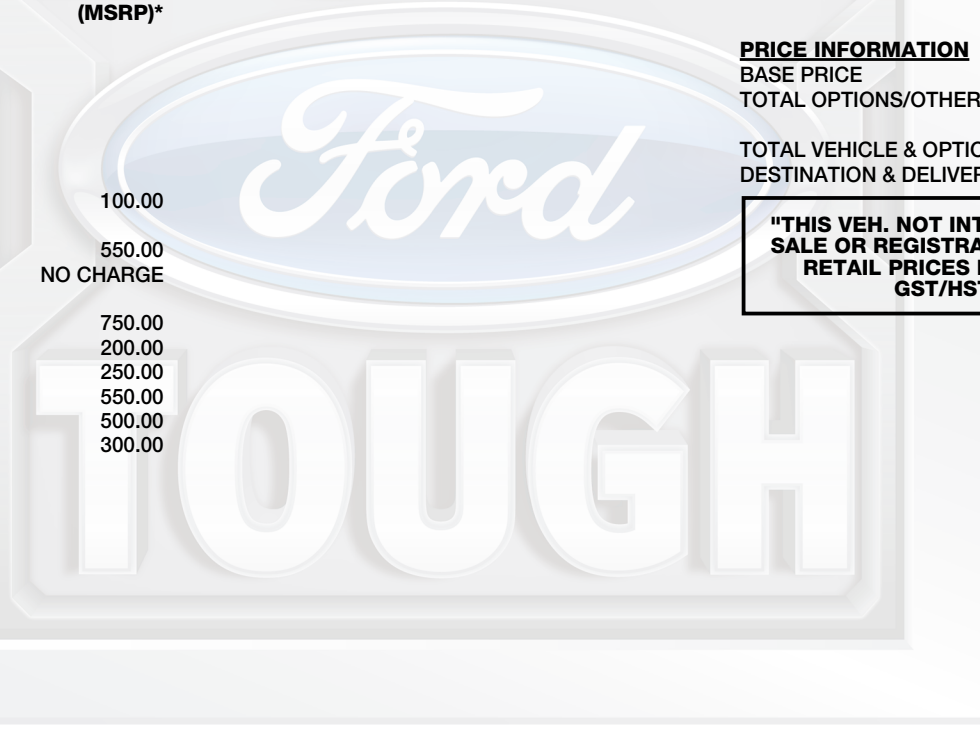 (MSRP)*
100.00
550.00
NO CHARGE
750.00
200.00
250.00
550.00
500.00
300.00
PRICE INFORMATION
BASE PRICE
TOTAL OPTIONS/OTHER
TOTAL VEHICLE & OPTIO
DESTINATION & DELIVER
"THIS VEH. NOT INT
SALE OR REGISTRA
RETAIL PRICES
GST/HST
Ford
TOUGH